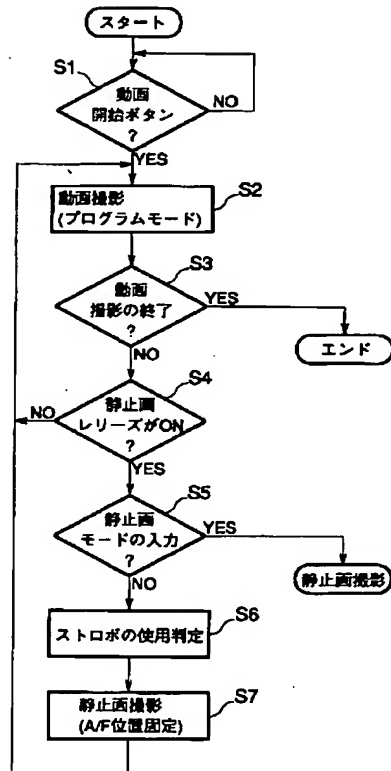 スタート
S1
動画
開始ボタン
?
NO
YES
動画撮影
(プログラムモード)
S2
S3
動画
撮影の終了
?
YES
NO
エンド
S4
静止画
レリーズがON
?
NO
YES
S5
静止画
モードの入力
?
YES
NO
静止画撮影
ストロボの使用判定
S6
静止画撮影
(A/F位置固定)
S7